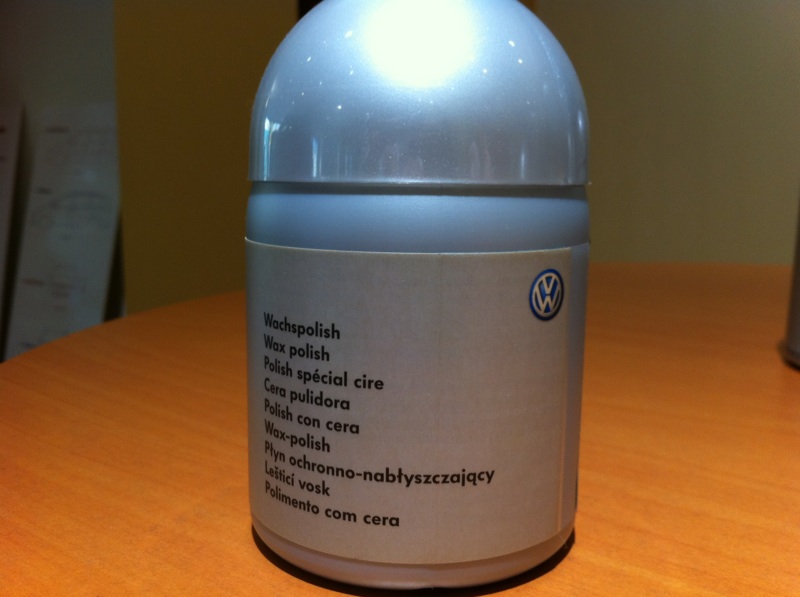 Wachspolish
Wax polish
Polish spécial cire
Cera pulidora
Polish con cera
Wax-polish
Płyn ochronno-nabłyszczający
Lešticí vosk
Polimento com cera